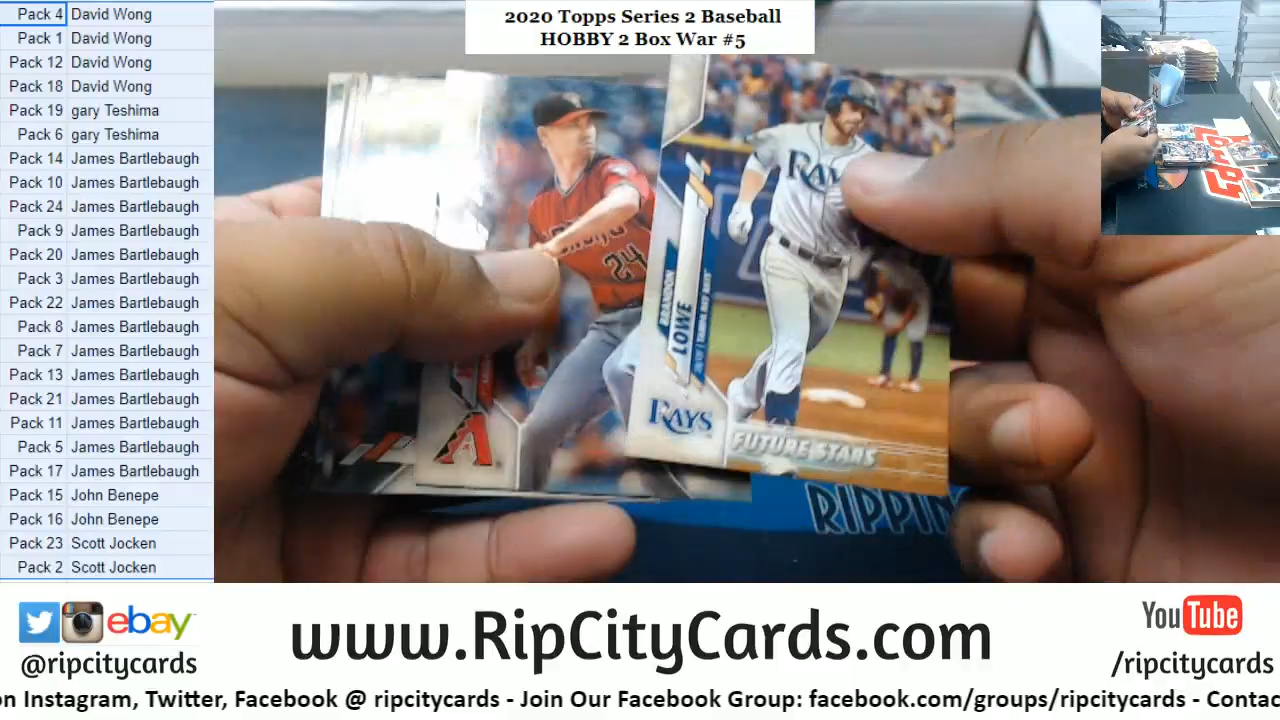 2020 Topps Series 2 Baseball
HOBBY 2 Box War #5
Pack 4 David Wong
Pack 1 David Wong
Pack 12 David Wong
Pack 18 David Wong
Pack 19 gary Teshima
Pack 6 gary Teshima
Pack 14 James Bartlebaugh
Pack 10 James Bartlebaugh
Pack 24 James Bartlebaugh
Pack 9 James Bartlebaugh
Pack 20 James Bartlebaugh
Pack 3 James Bartlebaugh
Pack 22 James Bartlebaugh
Pack 8 James Bartlebaugh
Pack 7 James Bartlebaugh
Pack 13 James Bartlebaugh
Pack 21 James Bartlebaugh
Pack 11 James Bartlebaugh
Pack 5 James Bartlebaugh
Pack 17 James Bartlebaugh
Pack 15 John Benepe
Pack 16 John Benepe
Pack 23 Scott Jocken
Pack 2 Scott Jocken
24
RAY
BRANDON
LOWE
RAYS
FUTURE STARS
A
RIPPIN
TOPPS
ebay
@ripcitycards
www.RipCityCards.com
YouTube
/ripcitycards
on Instagram, Twitter, Facebook @ ripcitycards - Join Our Facebook Group: facebook.com/groups/ripcitycards - Contac